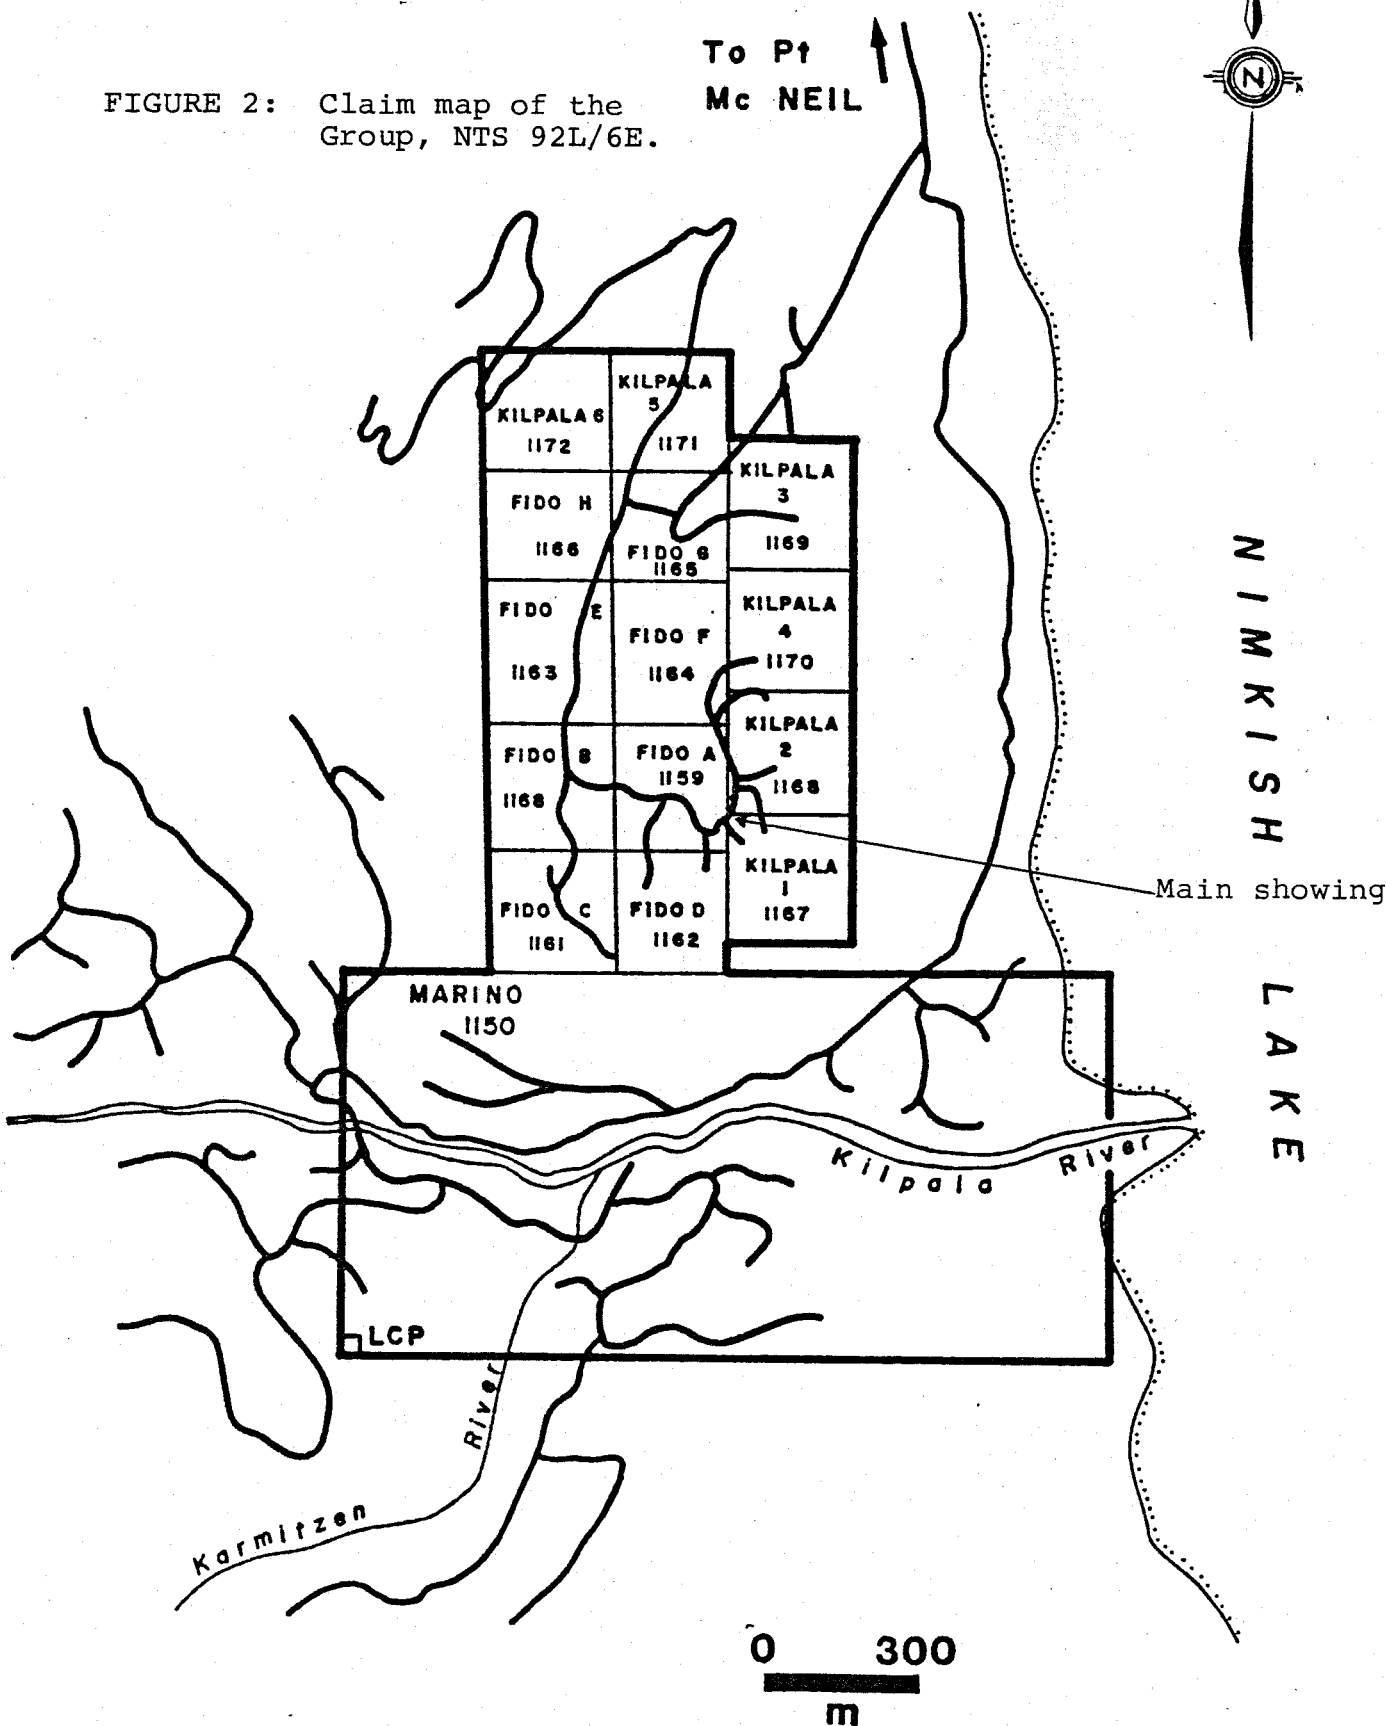 To Pt
Mc NEIL
FIGURE 2: Claim map of the
Group, NTS 92L/6E.
N
KILPALA
5
1171
KILPALA 6
1172
KILPALA
3
1169
FIDO H
1166
FIDO G
1165
KILPALA
4
1170
FIDO E
1163
FIDO F
1164
KILPALA
2
1168
FIDO B
1168
FIDO A
1159
KILPALA
1
1167
FIDO C
1161
FIDO D
1162
Main showing
NIMKISH LAKE
MARINO
1150
Kilpala River
LCP
Karmitzen River
0 300
m